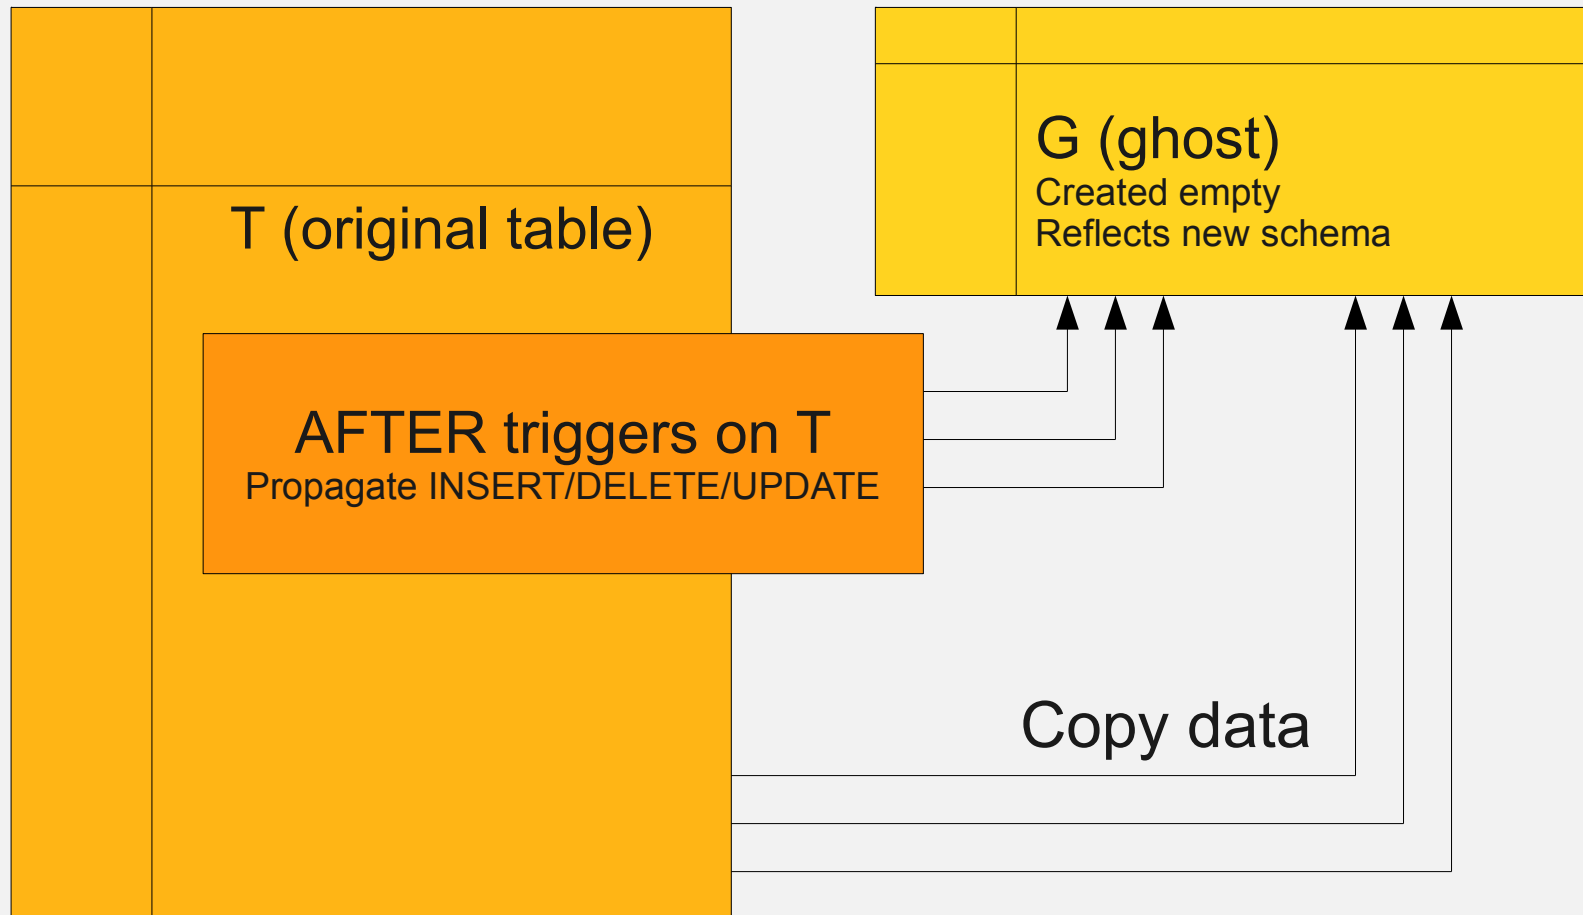 T (original table)
G (ghost)
Created empty
Reflects new schema
AFTER triggers on T
Propagate INSERT/DELETE/UPDATE
Copy data